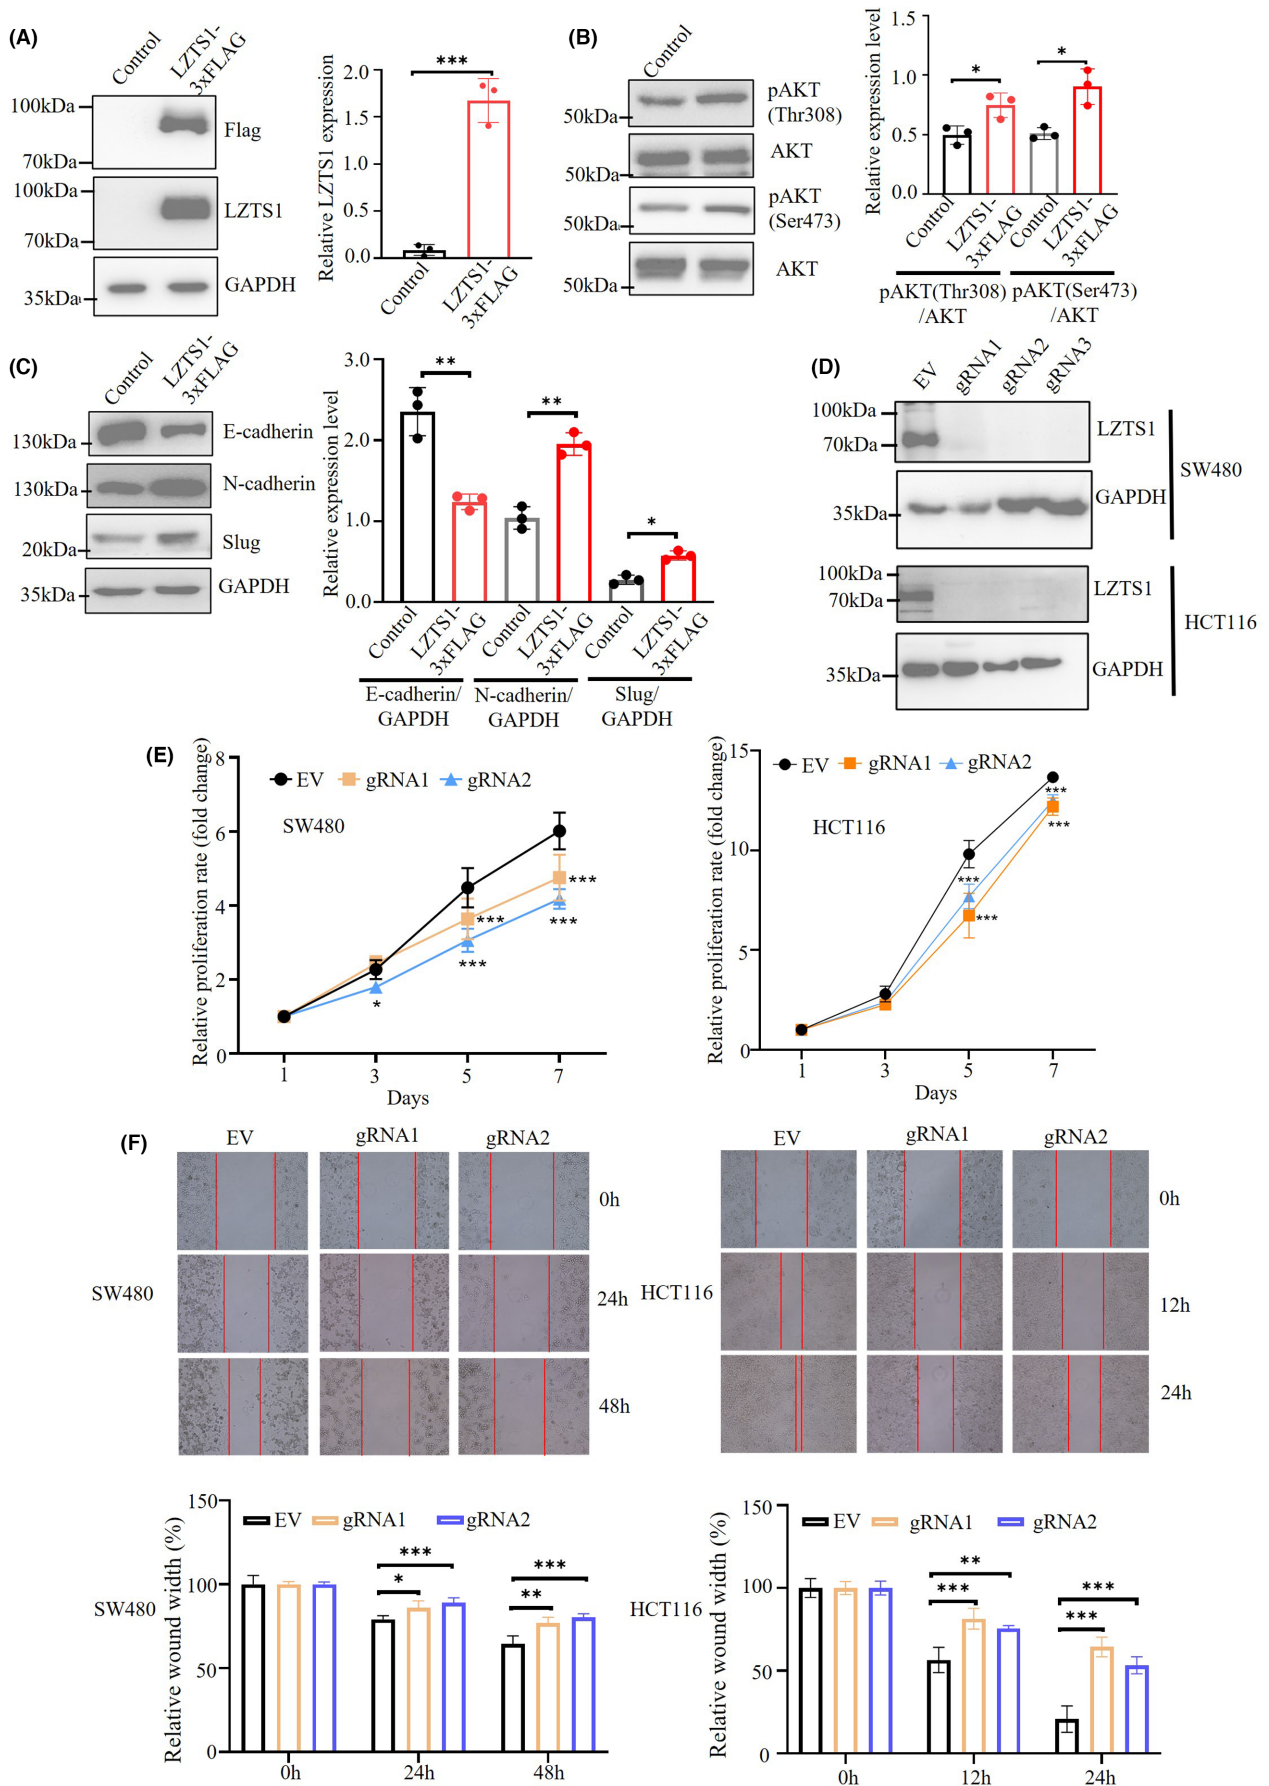 (A)
Control
LZTS1-
3xFLAG
100kDa
Flag
70kDa
100kDa
LZTS1
70kDa
GAPDH
35kDa
Relative LZTS1 expression
2.0
1.5
1.0
0.5
0.0
***
Control
LZTS1-
3xFLAG
(B)
Control
pAKT
(Thr308)
50kDa
AKT
50kDa
pAKT
(Ser473)
50kDa
AKT
50kDa
Relative expression level
1.5
1.0
0.5
0.0
*
*
Control
LZTS1-
3xFLAG
Control
LZTS1-
3xFLAG
pAKT(Thr308)
/AKT
pAKT(Ser473)
/AKT
(C)
Control
LZTS1-
3xFLAG
E-cadherin
130kDa
N-cadherin
130kDa
Slug
20kDa
GAPDH
35kDa
Relative expression level
3.0
2.0
1.0
0.0
**
**
*
Control
LZTS1-
3xFLAG
Control
LZTS1-
3xFLAG
Control
LZTS1-
3xFLAG
E-cadherin/
GAPDH
N-cadherin/
GAPDH
Slug/
GAPDH
(D)
EV
gRNA1
gRNA2
gRNA3
100kDa
LZTS1
70kDa
SW480
GAPDH
35kDa
100kDa
LZTS1
70kDa
HCT116
GAPDH
35kDa
(E)
Relative proliferation rate (fold change)
8
6
4
2
0
EV gRNA1 gRNA2
SW480
***
***
***
***
*
1 3 5 7
Days
Relative proliferation rate (fold change)
15
10
5
0
EV gRNA1 gRNA2
HCT116
***
***
***
***
1 3 5 7
Days
(F)
EV gRNA1 gRNA2
0h
SW480
24h
48h
EV gRNA1 gRNA2
0h
HCT116
12h
24h
SW480
Relative wound width (%)
150
100
50
0
EV gRNA1 gRNA2
***
*
***
**
0h 24h 48h
HCT116
Relative wound width (%)
150
100
50
0
EV gRNA1 gRNA2
**
***
***
***
0h 12h 24h